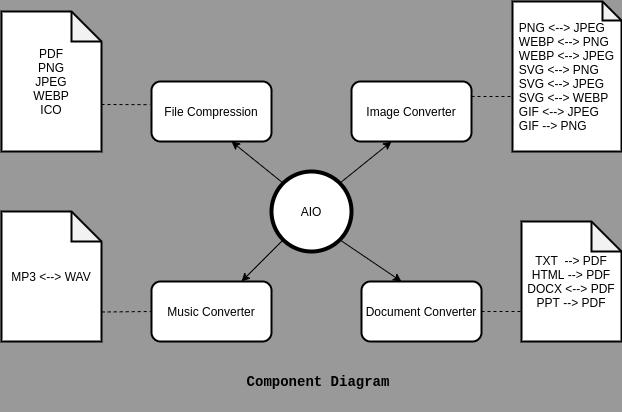 PDF
PNG
JPEG
WEBP
ICO
File Compression
Image Converter
PNG <--> JPEG
WEBP <--> PNG
WEBP <--> JPEG
SVG <--> PNG
SVG <--> JPEG
SVG <--> WEBP
GIF <--> JPEG
GIF --> PNG
AIO
MP3 <--> WAV
Music Converter
Document Converter
TXT  --> PDF
HTML --> PDF
DOCX <--> PDF
PPT --> PDF
Component Diagram